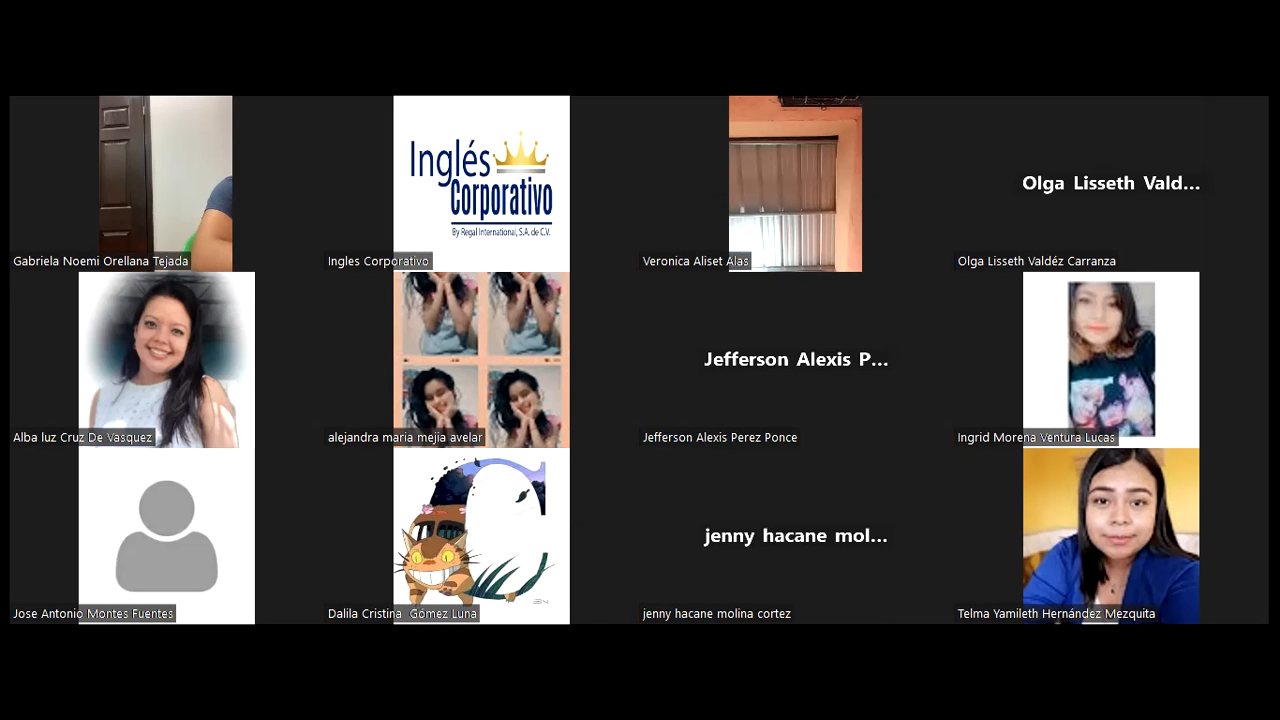 Inglés
Corporativo
By Regal International, S.A. de C.V.
Olga Lisseth Vald...
Gabriela Noemi Orellana Tejada
Ingles Corporativo
Veronica Aliset Alas
Olga Lisseth Valdéz Carranza
Jefferson Alexis P...
Alba luz Cruz De Vasquez
alejandra maria mejia avelar
Jefferson Alexis Perez Ponce
Ingrid Morena Ventura Lucas
jenny hacane mol...
Jose Antonio Montes Fuentes
Dalila Cristina Gómez Luna
jenny hacane molina cortez
Telma Yamileth Hernández Mezquita